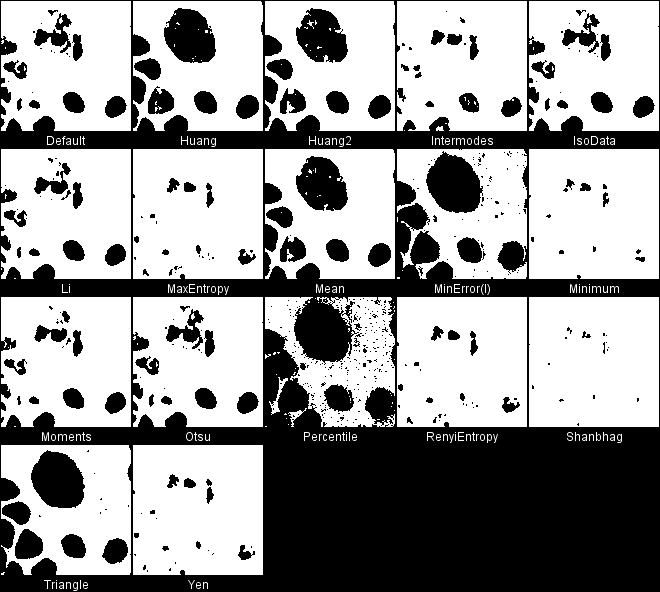 Default Huang Huang2 Intermodes IsoData
Li MaxEntropy Mean MinError(I) Minimum
Moments Otsu Percentile RenyiEntropy Shanbhag
Triangle Yen